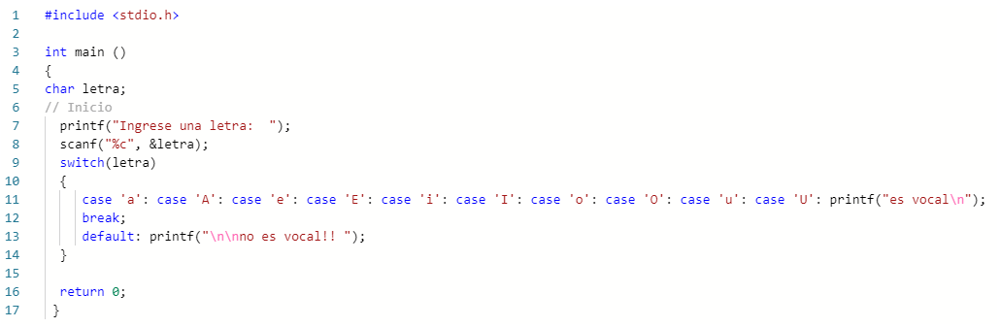 1 #include <stdio.h>
2
3 int main ()
4 {
5 char letra;
6 // Inicio
7 printf("Ingrese una letra:  ");
8 scanf("%c", &letra);
9 switch(letra)
10 {
11 case 'a': case 'A': case 'e': case 'E': case 'i': case 'I': case 'o': case 'O': case 'u': case 'U': printf("es vocal\n");
12 break;
13 default: printf("\n\nno es vocal!! ");
14 }
15
16 return 0;
17 }